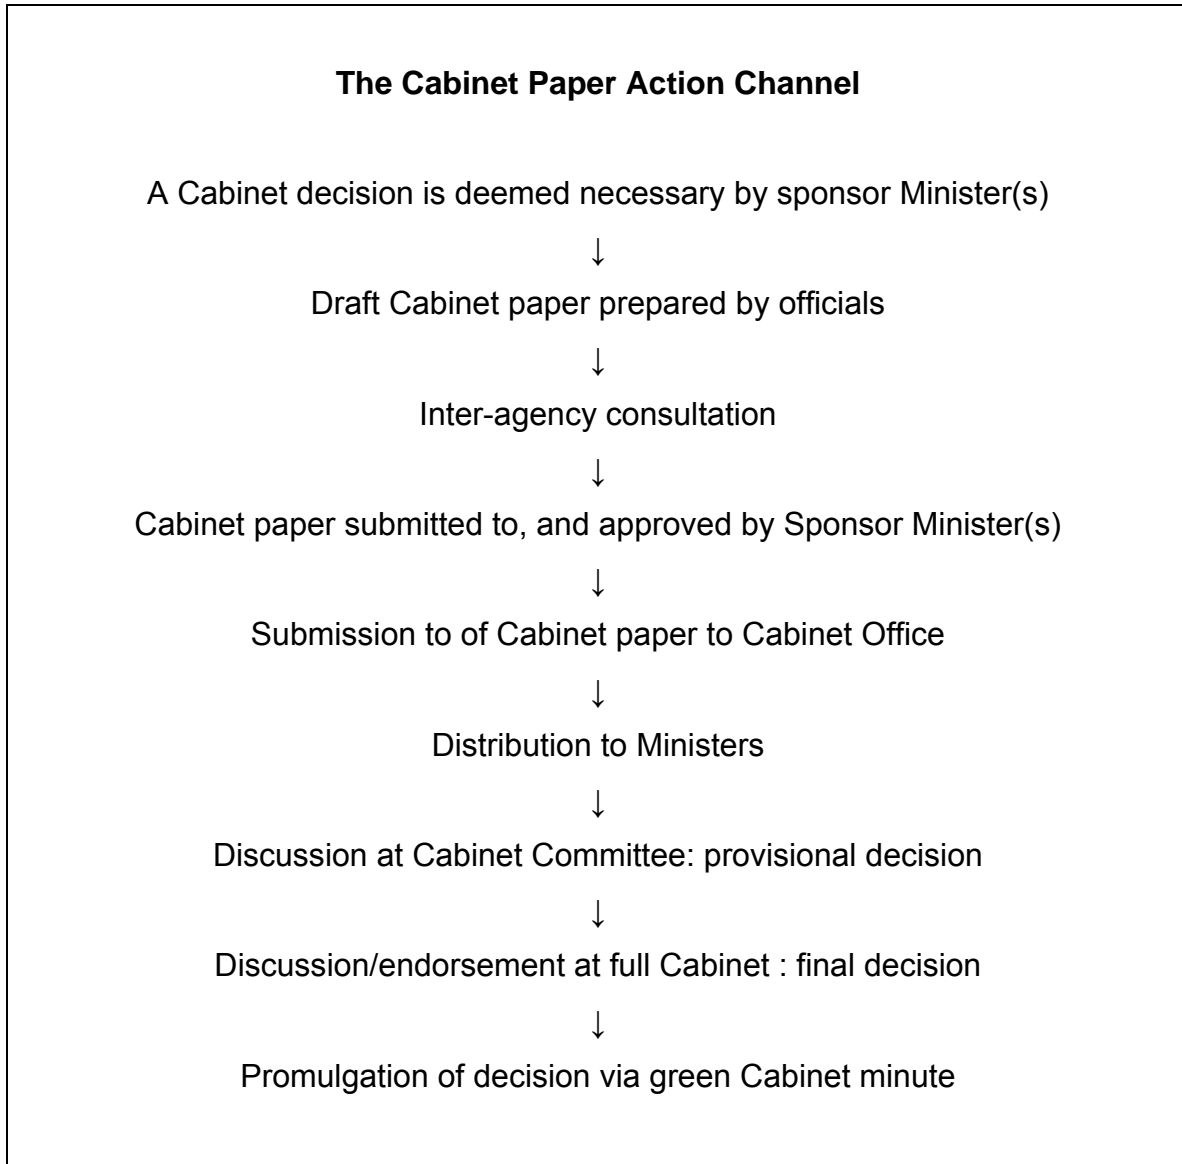 The Cabinet Paper Action Channel
A Cabinet decision is deemed necessary by sponsor Minister(s)
↓
Draft Cabinet paper prepared by officials
↓
Inter-agency consultation
↓
Cabinet paper submitted to, and approved by Sponsor Minister(s)
↓
Submission to of Cabinet paper to Cabinet Office
↓
Distribution to Ministers
↓
Discussion at Cabinet Committee: provisional decision
↓
Discussion/endorsement at full Cabinet : final decision
↓
Promulgation of decision via green Cabinet minute